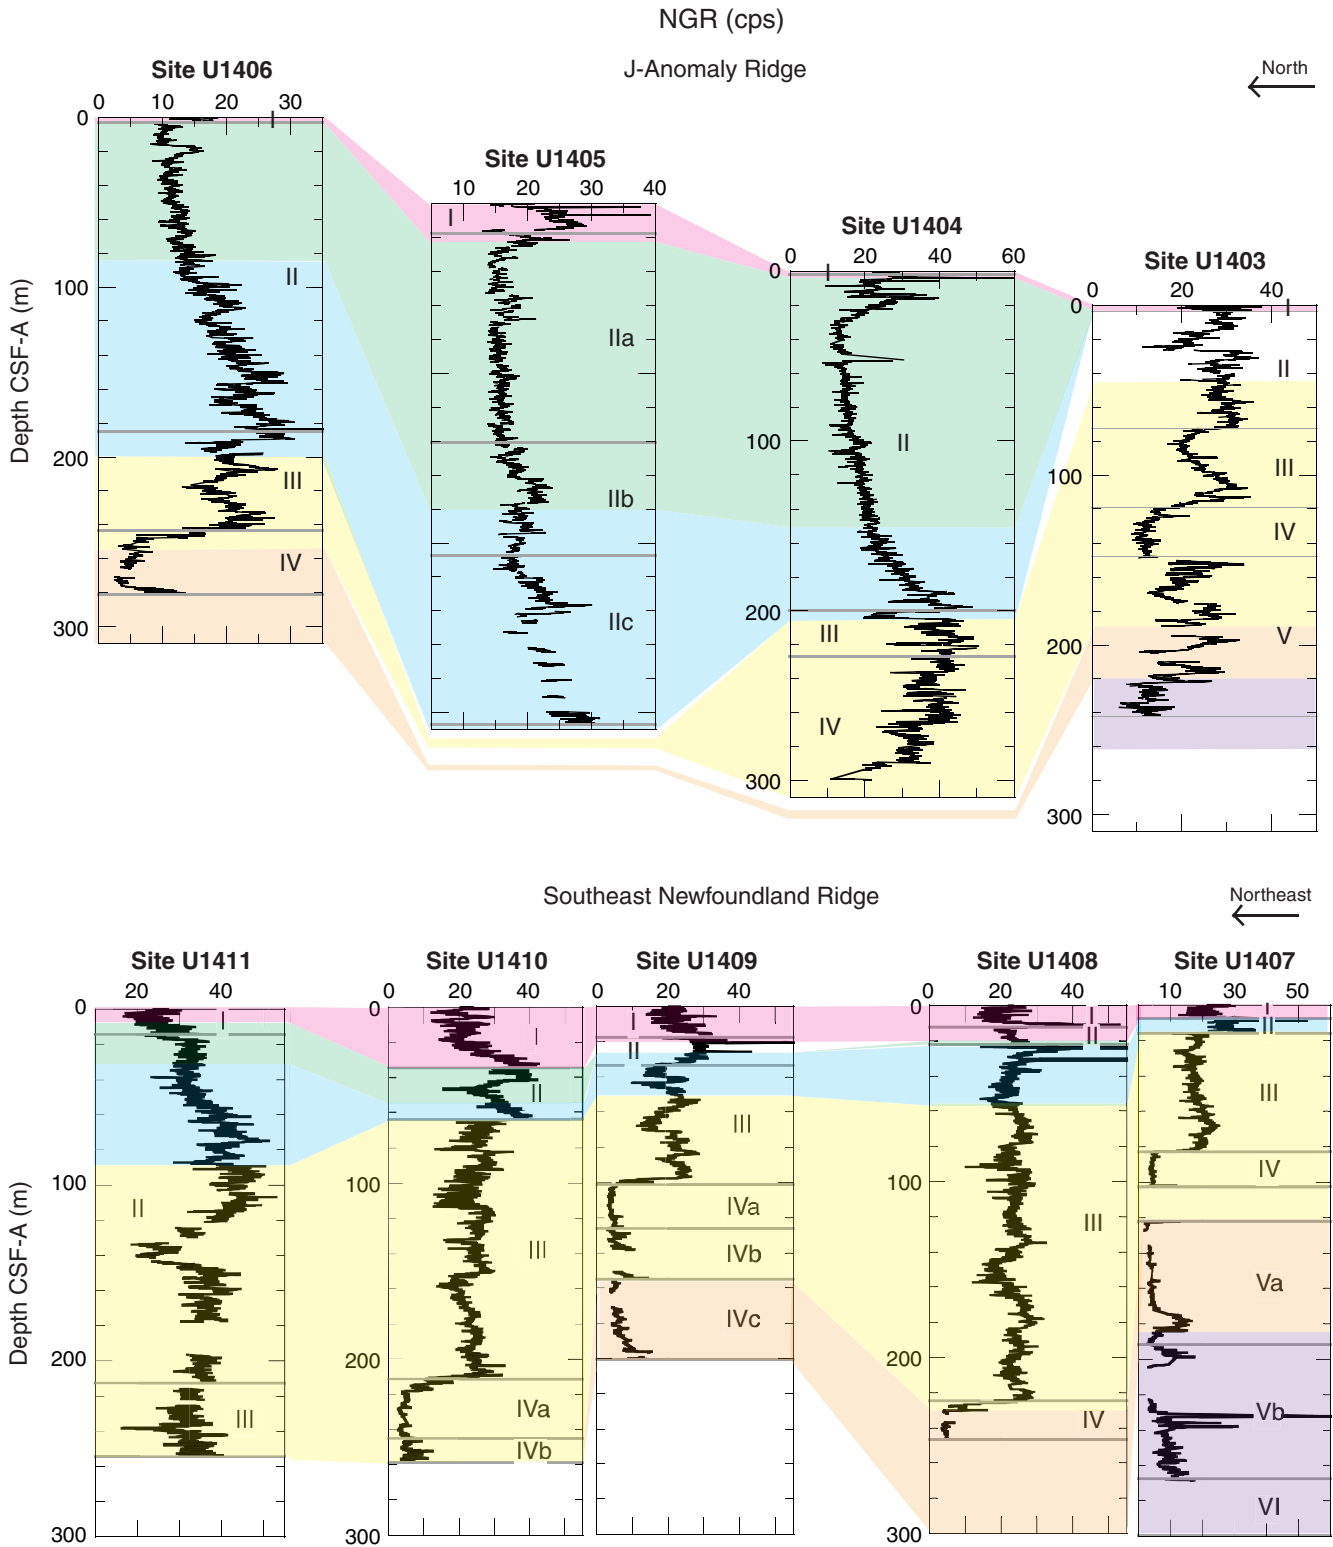 NGR (cps)
J-Anomaly Ridge
North
Site U1406
0 10 20 30
Site U1405
10 20 30 40
Site U1404
0 20 40 60
Site U1403
0 20 40
Depth CSF-A (m)
0
100
200
300
I
II
III
IV
I
IIa
IIb
IIc
0
100
200
300
I
II
III
IV
0
100
200
300
I
II
III
IV
V
Southeast Newfoundland Ridge
Northeast
Site U1411
20 40
Site U1410
0 20 40
Site U1409
0 20 40
Site U1408
0 20 40
Site U1407
10 30 50
Depth CSF-A (m)
0
100
200
300
I
II
III
0
100
200
300
I
II
III
IVa
IVb
I
II
III
IVa
IVb
IVc
0
100
200
300
I
II
III
IV
I
II
III
IV
Va
Vb
VI